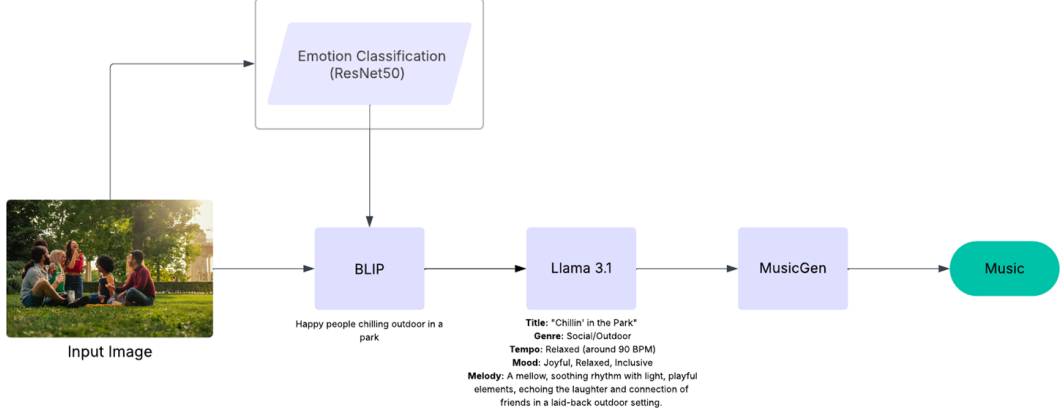 Emotion Classification
(ResNet50)
BLIP
Llama 3.1
MusicGen
Music
Input Image
Happy people chilling outdoor in a
park
Title: "Chillin' in the Park"
Genre: Social/Outdoor
Tempo: Relaxed (around 90 BPM)
Mood: Joyful, Relaxed, Inclusive
Melody: A mellow, soothing rhythm with light, playful
elements, echoing the laughter and connection of
friends in a laid-back outdoor setting.